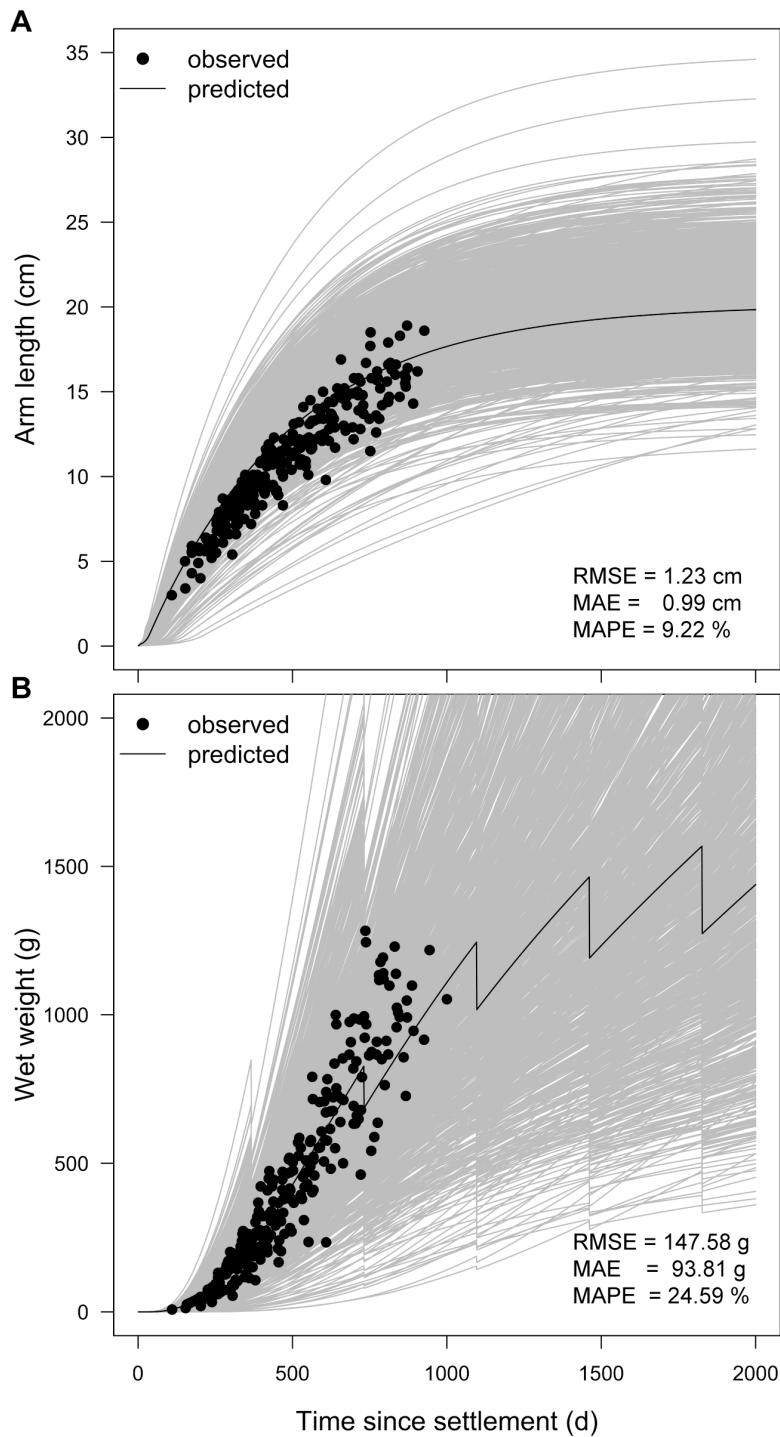 A
35
30
25
20
15
10
5
0
Arm length (cm)
observed
predicted
RMSE = 1.23 cm
MAE = 0.99 cm
MAPE = 9.22 %
B
2000
1500
1000
500
0
Wet weight (g)
observed
predicted
RMSE = 147.58 g
MAE = 93.81 g
MAPE = 24.59 %
0 500 1000 1500 2000
Time since settlement (d)